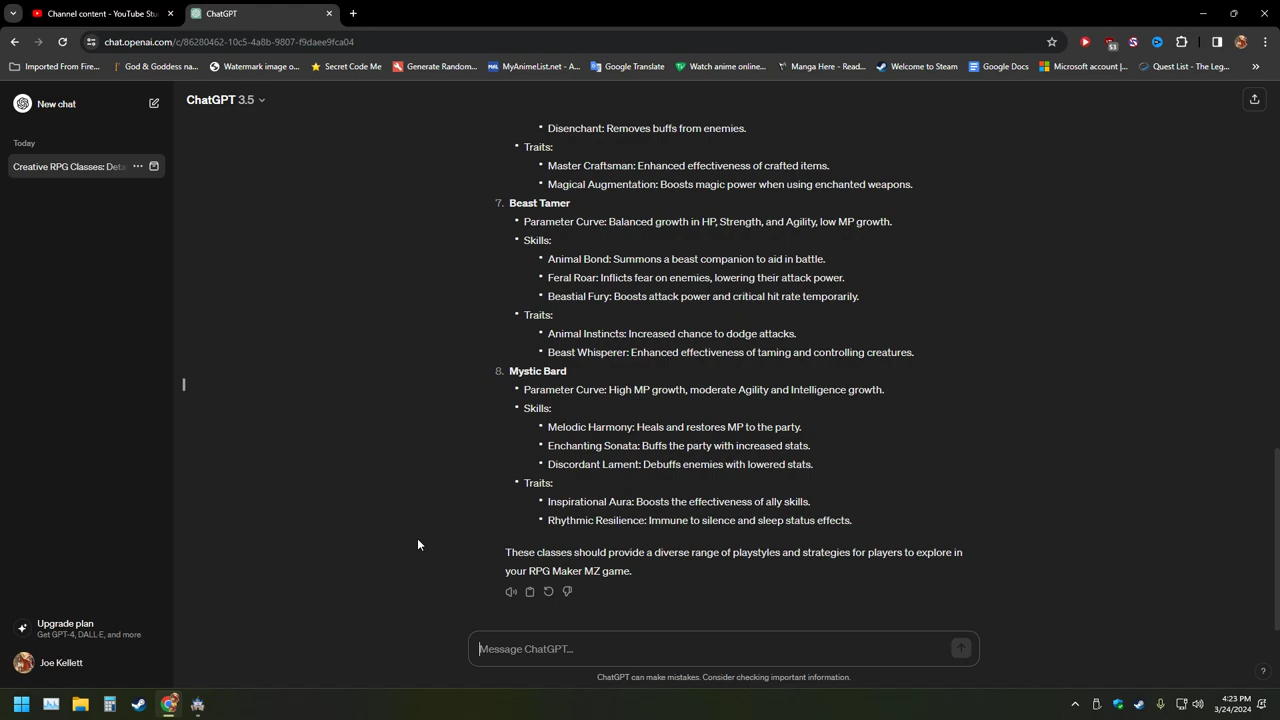 Channel content - YouTube Stu
ChatGPT
chat.openai.com/c/86280462-10c5-4a8b-9807-f9daee9fca04
53
Imported From Fire...
God & Goddess na...
Watermark image o...
Secret Code Me
Generate Random...
MyAnimeList.net - A...
Google Translate
Watch anime online...
Manga Here - Read...
Welcome to Steam
Google Docs
Microsoft account |...
Quest List - The Leg...
New chat
ChatGPT 3.5
Today
Creative RPG Classes: Deta
• Disenchant: Removes buffs from enemies.
• Traits:
• Master Craftsman: Enhanced effectiveness of crafted items.
• Magical Augmentation: Boosts magic power when using enchanted weapons.
7. Beast Tamer
• Parameter Curve: Balanced growth in HP, Strength, and Agility, low MP growth.
• Skills:
• Animal Bond: Summons a beast companion to aid in battle.
• Feral Roar: Inflicts fear on enemies, lowering their attack power.
• Beastial Fury: Boosts attack power and critical hit rate temporarily.
• Traits:
• Animal Instincts: Increased chance to dodge attacks.
• Beast Whisperer: Enhanced effectiveness of taming and controlling creatures.
8. Mystic Bard
• Parameter Curve: High MP growth, moderate Agility and Intelligence growth.
• Skills:
• Melodic Harmony: Heals and restores MP to the party.
• Enchanting Sonata: Buffs the party with increased stats.
• Discordant Lament: Debuffs enemies with lowered stats.
• Traits:
• Inspirational Aura: Boosts the effectiveness of ally skills.
• Rhythmic Resilience: Immune to silence and sleep status effects.
These classes should provide a diverse range of playstyles and strategies for players to explore in
your RPG Maker MZ game.
Upgrade plan
Get GPT-4, DALL·E, and more
Joe Kellett
Message ChatGPT...
ChatGPT can make mistakes. Consider checking important information.
?
4:23 PM
3/24/2024